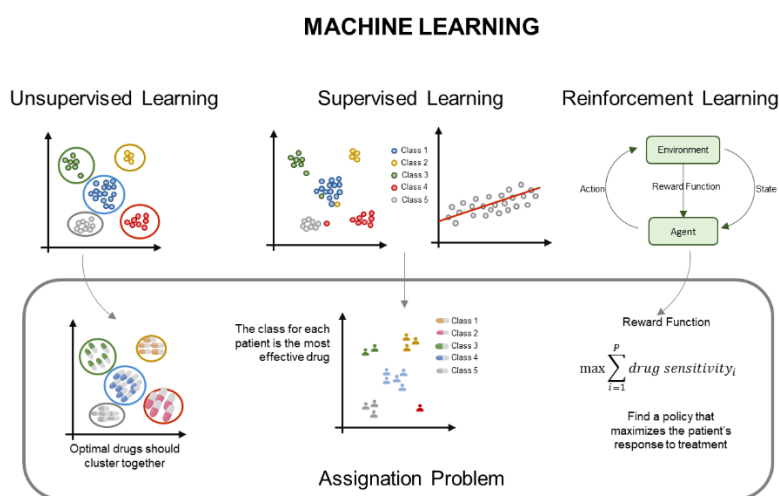 MACHINE LEARNING
Unsupervised Learning
Supervised Learning
Reinforcement Learning
Class 1
Class 2
Class 3
Class 4
Class 5
Environment
Action
Reward Function
State
Agent
Optimal drugs should
cluster together
The class for each
patient is the most
effective drug
Class 1
Class 2
Class 3
Class 4
Class 5
Reward Function
max ∑_{i=1}^{P} drug sensitivity_i
Find a policy that
maximizes the patient's
response to treatment
Assignation Problem